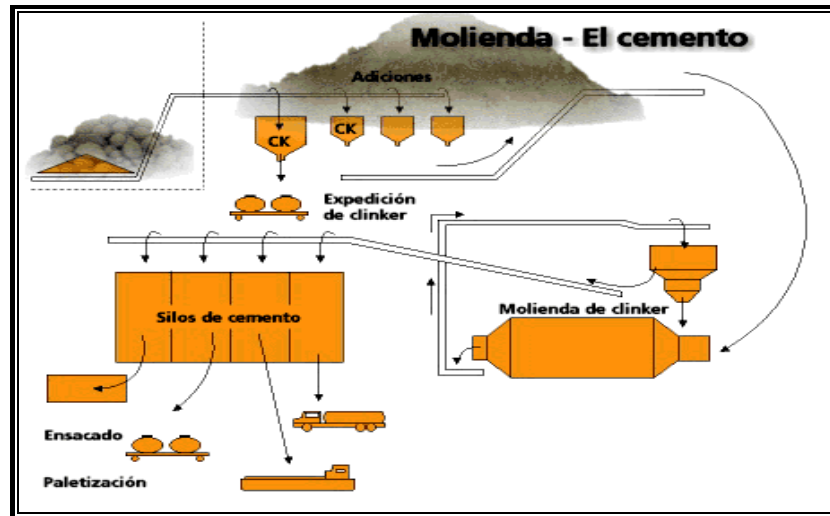 Molienda - El cemento
Adiciones
CK
CK
Expedición
de clinker
Molienda de clinker
Silos de cemento
Ensacado
Paletización